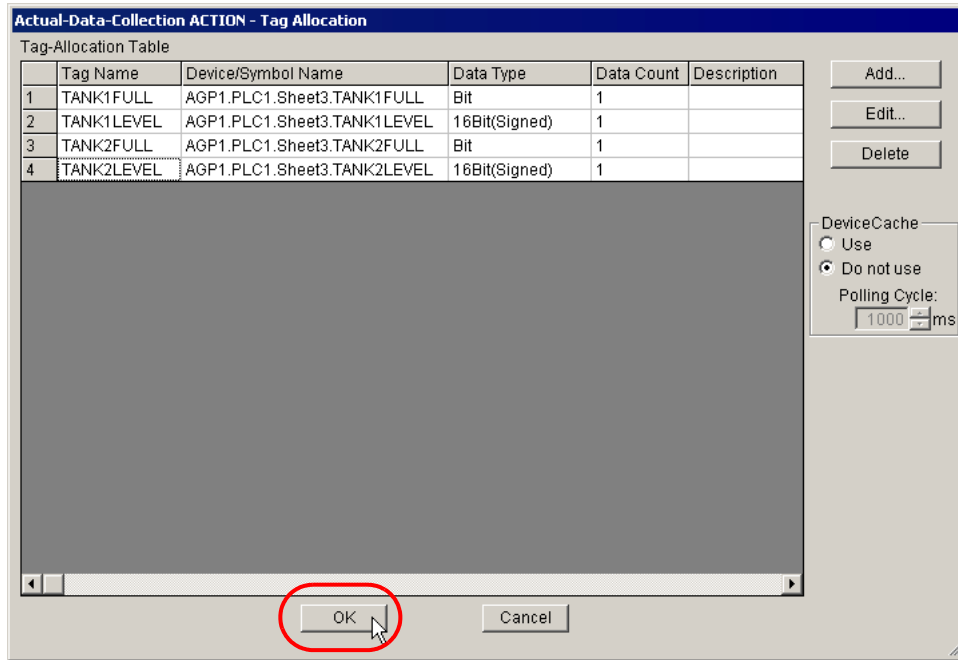 Actual-Data-Collection ACTION - Tag Allocation
Tag-Allocation Table
Tag Name Device/Symbol Name Data Type Data Count Description
1 TANK1FULL AGP1.PLC1.Sheet3.TANK1FULL Bit 1
2 TANK1LEVEL AGP1.PLC1.Sheet3.TANK1LEVEL 16Bit(Signed) 1
3 TANK2FULL AGP1.PLC1.Sheet3.TANK2FULL Bit 1
4 TANK2LEVEL AGP1.PLC1.Sheet3.TANK2LEVEL 16Bit(Signed) 1
Add...
Edit...
Delete
DeviceCache
Use
Do not use
Polling Cycle:
1000 ms
OK Cancel